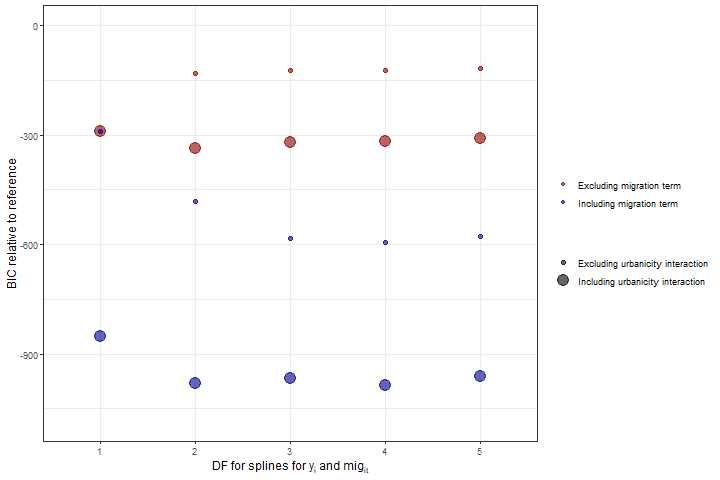 0
-300
-600
-900
BIC relative to reference
1 2 3 4 5
DF for splines for yi and migit
Excluding migration term
Including migration term
Excluding urbanicity interaction
Including urbanicity interaction